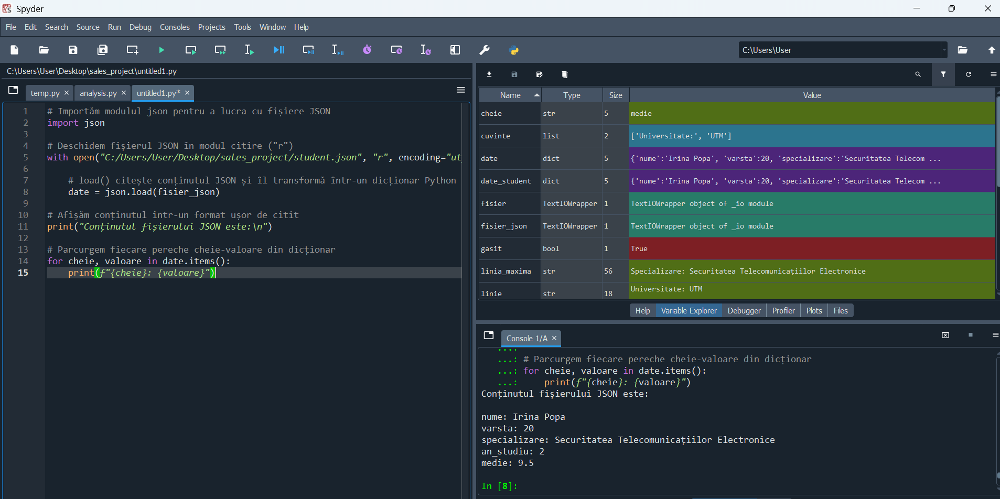 Spyder
File Edit Search Source Run Debug Consoles Projects Tools Window Help
C:\Users\User
C:\Users\User\Desktop\sales_project\untitled1.py
temp.py analysis.py untitled1.py*
1 # Importăm modulul json pentru a lucra cu fișiere JSON
2 import json
3
4 # Deschidem fișierul JSON în modul citire ("r")
5 with open("C:/Users/User/Desktop/sales_project/student.json", "r", encoding="ut
6
7 # load() citește conținutul JSON și îl transformă într-un dicționar Python
8 date = json.load(fisier_json)
9
10 # Afișăm conținutul într-un format ușor de citit
11 print("Conținutul fișierului JSON este:\n")
12
13 # Parcurgem fiecare pereche cheie-valoare din dicționar
14 for cheie, valoare in date.items():
15 print(f"{cheie}: {valoare}")
Name Type Size Value
cheie str 5 medie
cuvinte list 2 ['Universitate:', 'UTM']
date dict 5 {'nume':'Irina Popa', 'varsta':20, 'specializare':'Securitatea Telecom ...
date_student dict 5 {'nume':'Irina Popa', 'varsta':20, 'specializare':'Securitatea Telecom ...
fisier TextIOWrapper 1 TextIOWrapper object of _io module
fisier_json TextIOWrapper 1 TextIOWrapper object of _io module
gasit bool 1 True
linia_maxima str 56 Specializare: Securitatea Telecomunicațiilor Electronice
linie str 18 Universitate: UTM
Help Variable Explorer Debugger Profiler Plots Files
Console 1/A
...:
...: # Parcurgem fiecare pereche cheie-valoare din dicționar
...: for cheie, valoare in date.items():
...: print(f"{cheie}: {valoare}")
Conținutul fișierului JSON este:
nume: Irina Popa
varsta: 20
specializare: Securitatea Telecomunicațiilor Electronice
an_studiu: 2
medie: 9.5
In [8]: